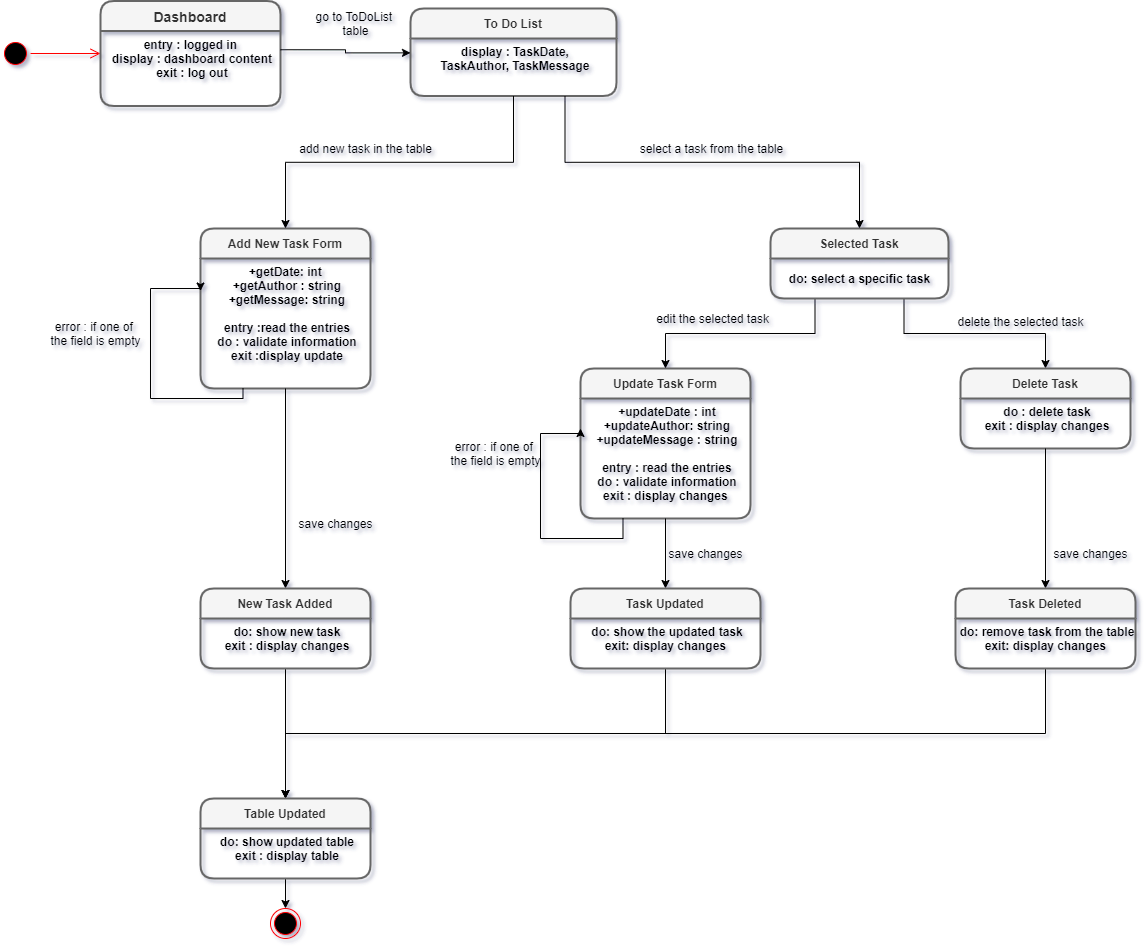 Dashboard
entry : logged in
display : dashboard content
exit : log out
go to ToDoList
table
To Do List
display : TaskDate,
TaskAuthor, TaskMessage
add new task in the table
select a task from the table
Add New Task Form
+getDate: int
+getAuthor : string
+getMessage: string
entry :read the entries
do : validate information
exit :display update
error : if one of
the field is empty
Selected Task
do: select a specific task
edit the selected task
delete the selected task
Update Task Form
+updateDate : int
+updateAuthor: string
+updateMessage : string
entry : read the entries
do : validate information
exit : display changes
error : if one of
the field is empty
Delete Task
do : delete task
exit : display changes
save changes
save changes
save changes
New Task Added
do: show new task
exit : display changes
Task Updated
do: show the updated task
exit: display changes
Task Deleted
do: remove task from the table
exit: display changes
Table Updated
do: show updated table
exit : display table